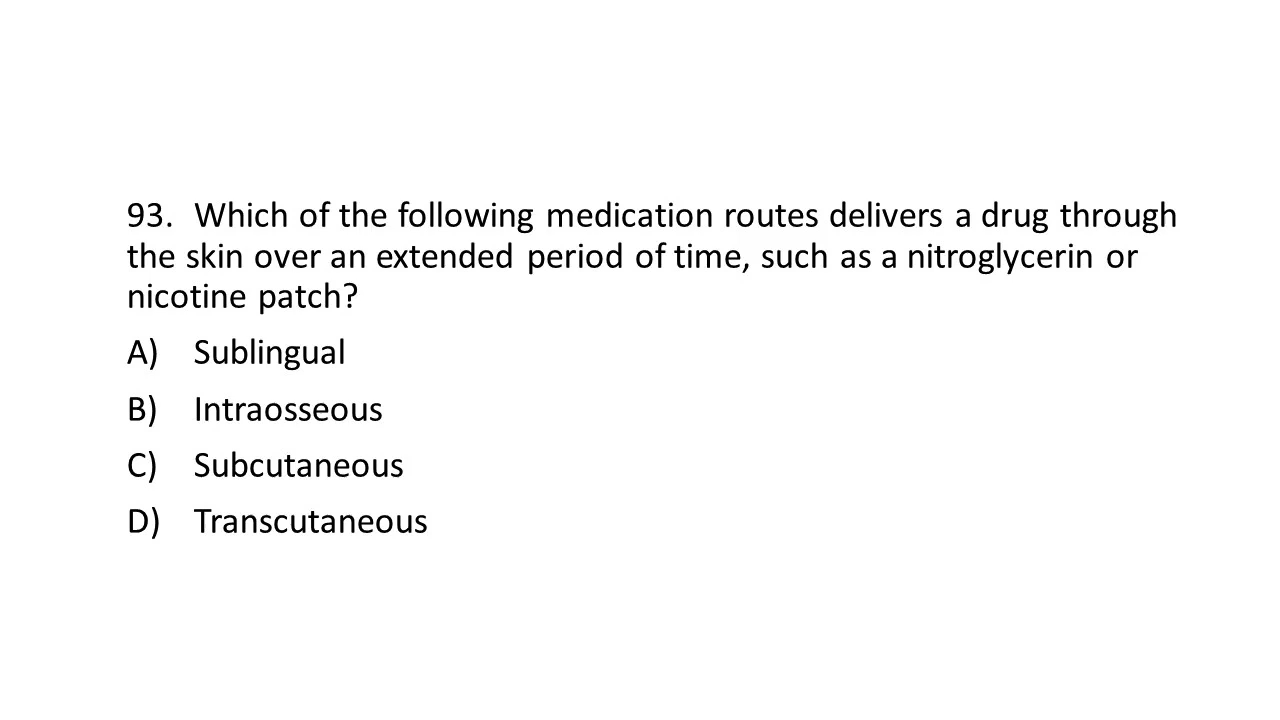 93. Which of the following medication routes delivers a drug through
the skin over an extended period of time, such as a nitroglycerin or
nicotine patch?
A) Sublingual
B) Intraosseous
C) Subcutaneous
D) Transcutaneous